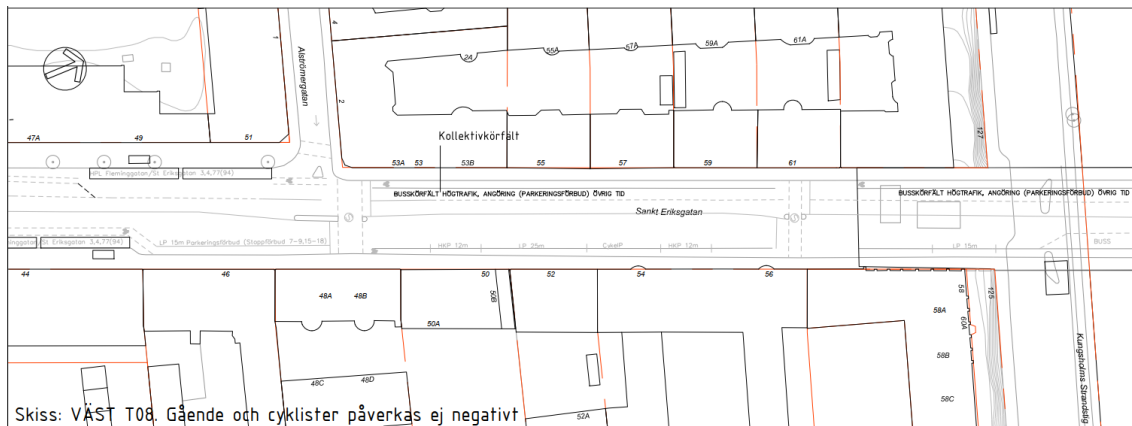 4
1
Alströmergatan
2
2A
55A
57A
59A
61A
127
1
47A
49
51
Kollektivkörfält
53A
53
53B
55
57
59
61
HPL Fleminggatan/St Eriksgatan 3,4,77(94)
BUSSKÖRFÄLT HÖGTRAFIK, ANGÖRING (PARKERINGSFÖRBUD) ÖVRIG TID
BUSSKÖRFÄLT HÖGTRAFIK, ANGÖRING (PARKERINGSFÖRBUD) ÖVRIG TID
Sankt Eriksgatan
St Eriksgatan 3,4,77(94)
LP 15m Parkeringsförbud (Stoppförbud 7-9,15-18)
HKP 12m
LP 25m
CykelP
HKP 12m
LP 15m
BUSS
44
46
50
52
54
56
48A
48B
50B
50A
58
125
58A
60A
58B
Kungsholms Strandstig
48C
48D
52A
58C
Skiss: VÄST T08. Gående och cyklister påverkas ej negativt